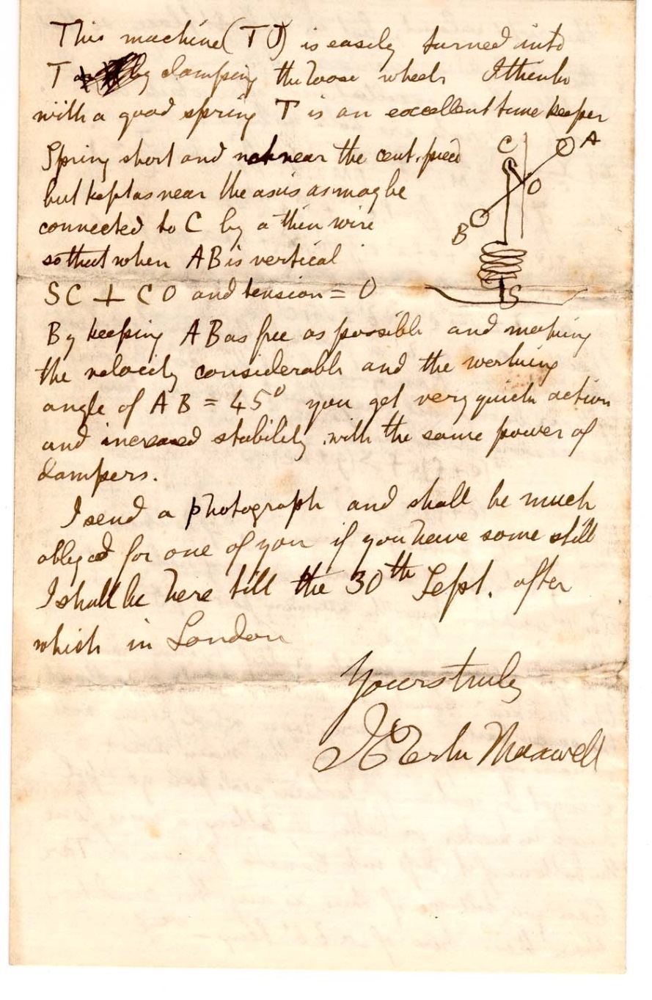 This machine (TJ) is easily turned into
T by clamping the loose wheel I think
with a good spring T is an excellent time keeper
Spring short and not near the cent. piece
but kept as near the axis as may be
connected to C by a thin wire
so that when AB is vertical
SC ⊥ CO and tension = 0
C
A
O
B
S
By keeping AB as free as possible and making
the velocity considerable and the working
angle of AB = 45° you get very quick action
and increased stability with the same power of
dampers.
I send a photograph and shall be much
obliged for one of you if you have some still
I shall be here till the 30th Sept. after
which in London
Yours truly
J Clerk Maxwell